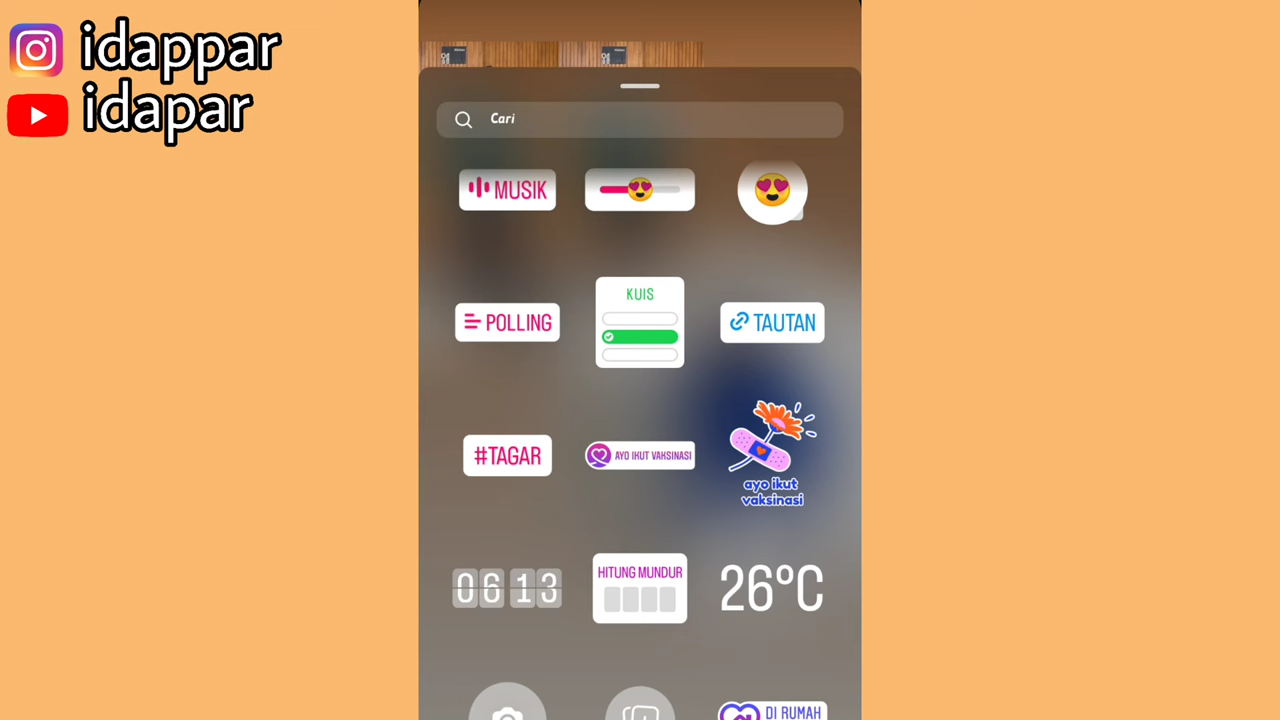 idappar
idapar
Cari
MUSIK
POLLING
KUIS
TAUTAN
#TAGAR
AYO IKUT VAKSINASI
ayo ikut
vaksinasi
06 13
HITUNG MUNDUR
26°C
DI RUMAH